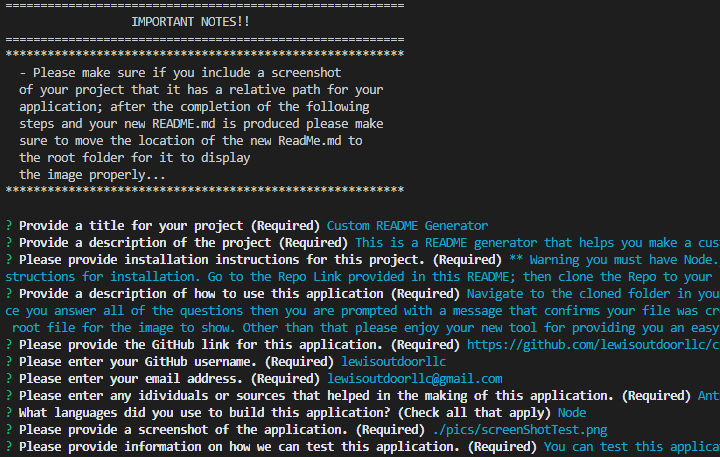 =========================================================
IMPORTANT NOTES!!
=========================================================
*********************************************************
- Please make sure if you include a screenshot
of your project that it has a relative path for your
application; after the completion of the following
steps and your new README.md is produced please make
sure to move the location of the new ReadMe.md to
the root folder for it to display
the image properly...
*********************************************************
? Provide a title for your project (Required) Custom README Generator
? Provide a description of the project (Required) This is a README generator that helps you make a cus
? Please provide installation instructions for this project. (Required) ** Warning you must have Node.
structions for installation. Go to the Repo Link provided in this README; then clone the Repo to your
? Provide a description of how to use this application (Required) Navigate to the cloned folder in you
ce you answer all of the questions then you are prompted with a message that confirms your file was cr
root file for the image to show. Other than that please enjoy your new tool for providing you an easy
? Please provide the GitHub link for this application. (Required) https://github.com/lewisoutdoorllc/c
? Please enter your GitHub username. (Required) lewisoutdoorllc
? Please enter your email address. (Required) lewisoutdoorllc@gmail.com
? Please enter any idividuals or sources that helped in the making of this application. (Required) Ant
? What languages did you use to build this application? (Check all that apply) Node
? Please provide a screenshot of the application. (Required) ./pics/screenShotTest.png
? Please provide information on how we can test this application. (Required) You can test this applica